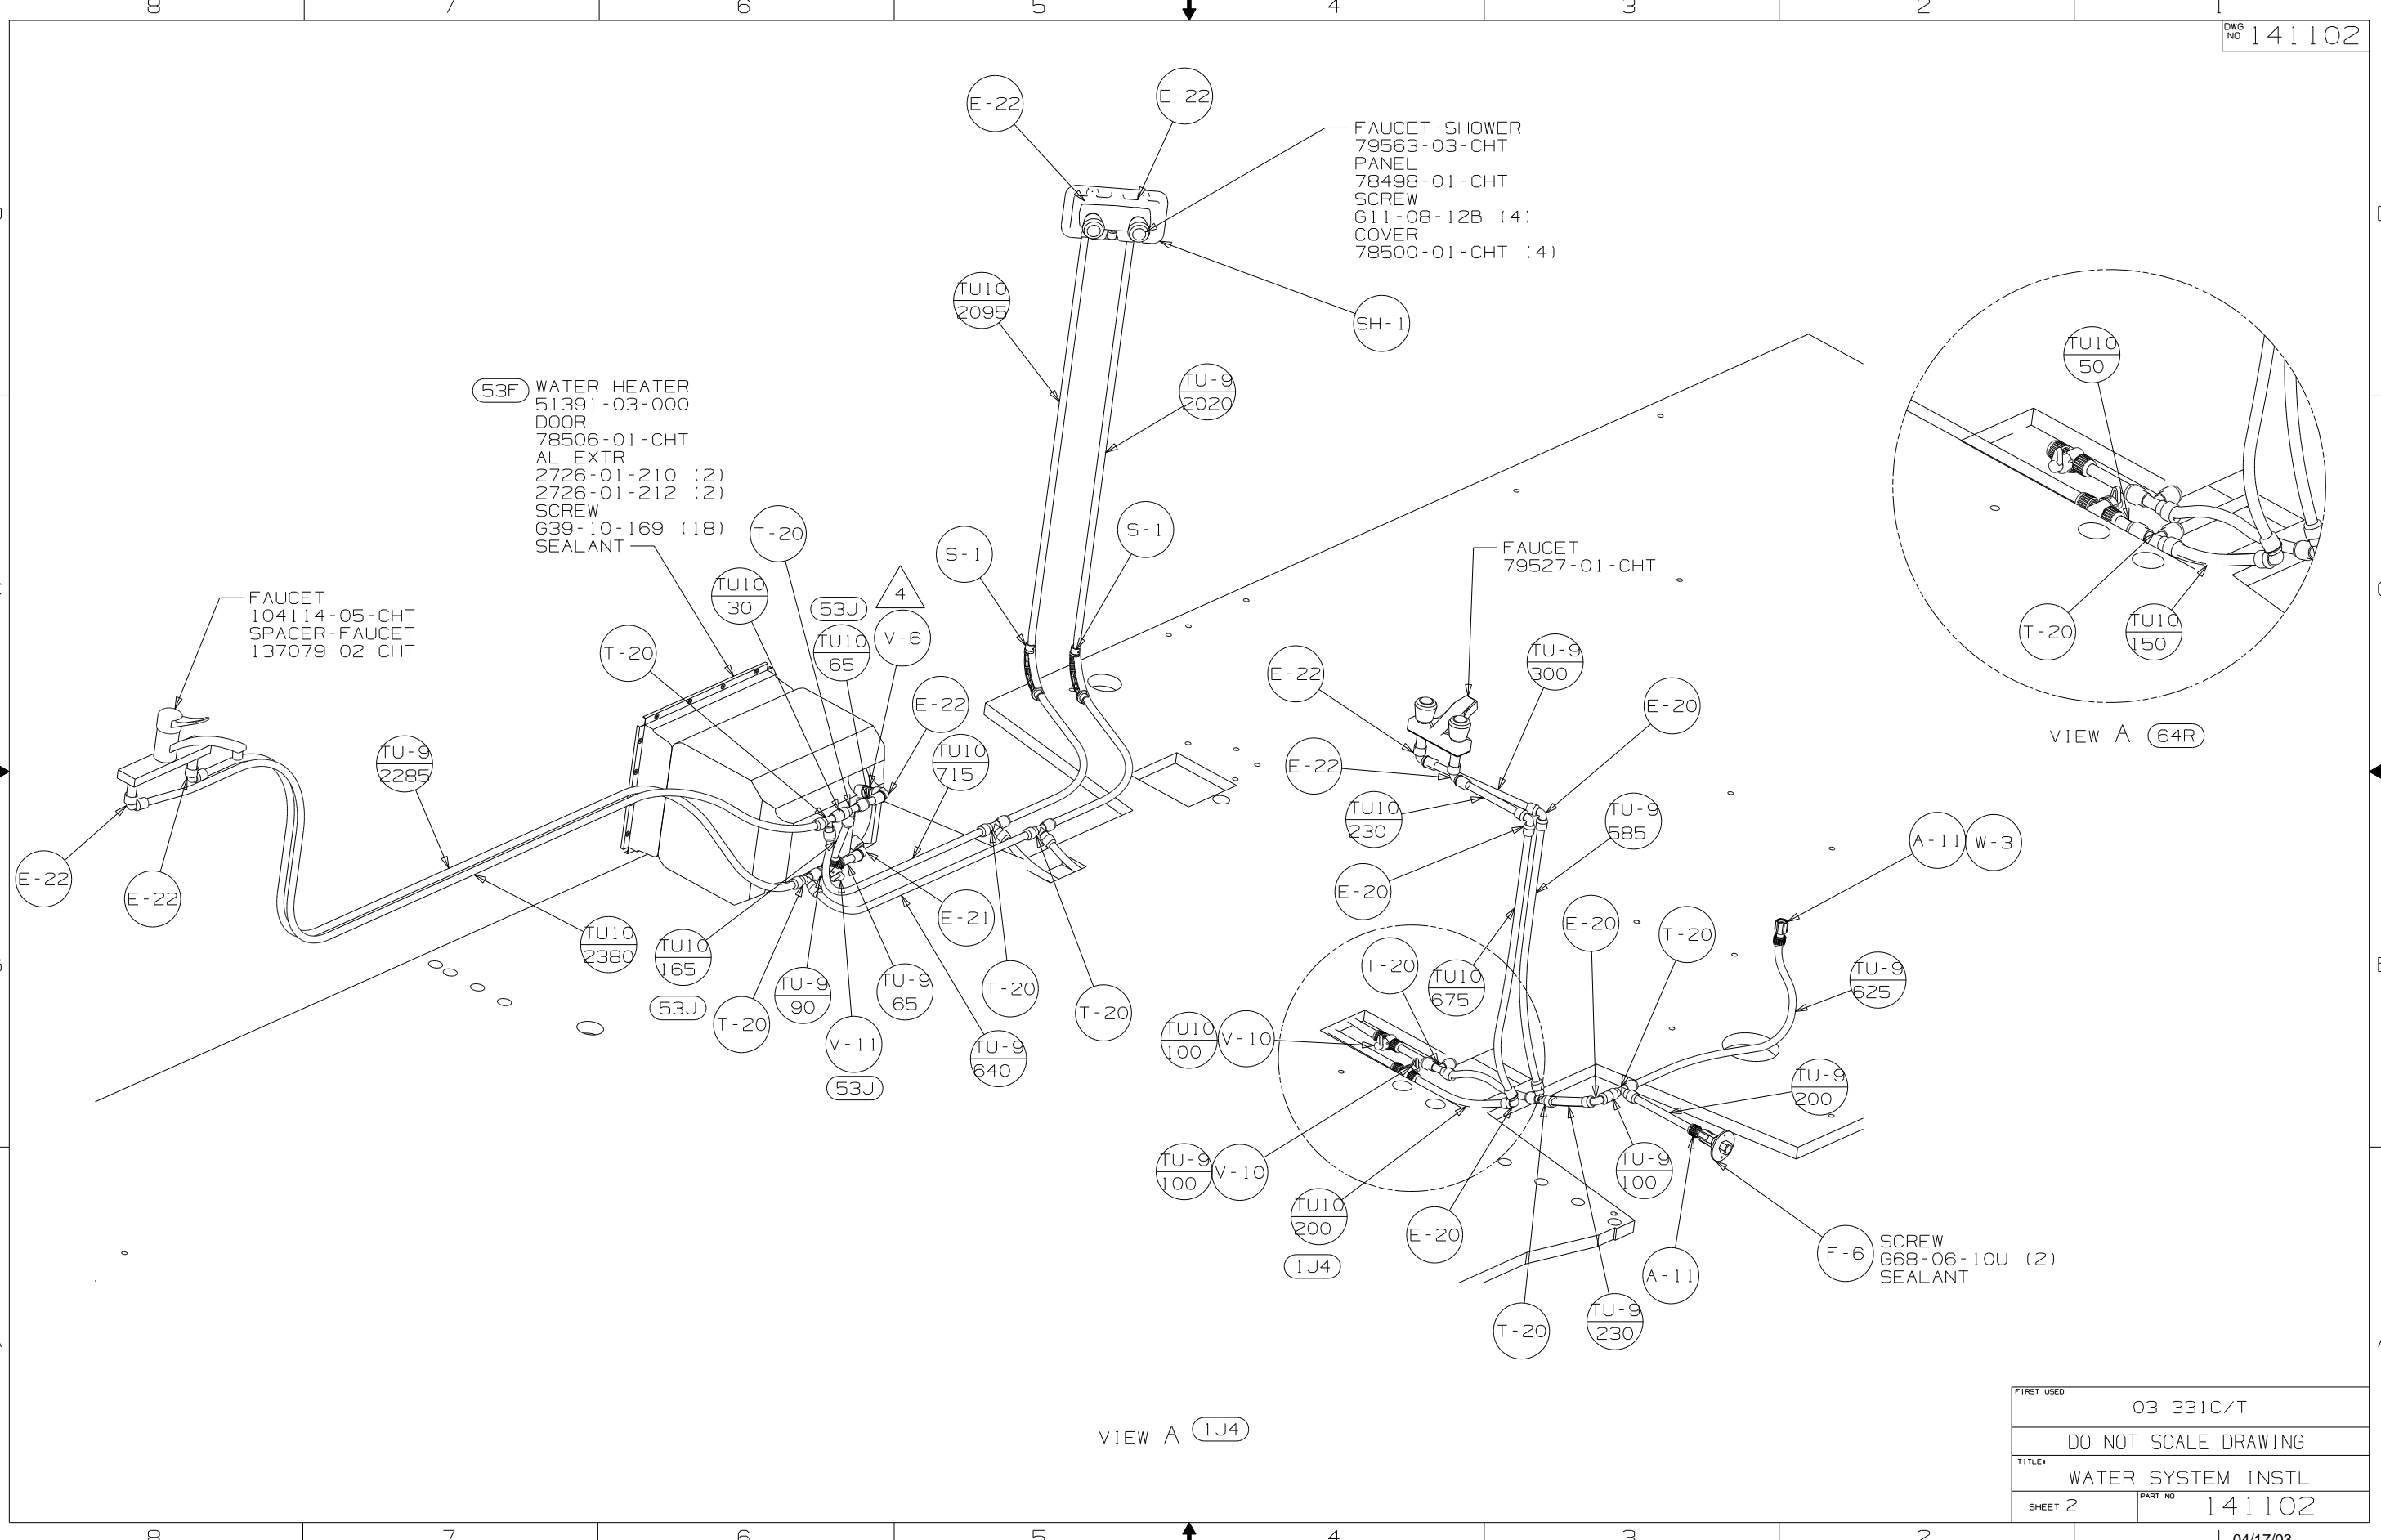 8 7 6 5 4 3 2 1
DWG NO 141102
E-22
E-22
FAUCET-SHOWER
79563-03-CHT
PANEL
78498-01-CHT
SCREW
G11-08-12B (4)
COVER
78500-01-CHT (4)
TU10
2095
SH-1
TU-9
2020
53F
WATER HEATER
51391-03-000
DOOR
78506-01-CHT
AL EXTR
2726-01-210 (2)
2726-01-212 (2)
SCREW
G39-10-169 (18)
SEALANT
T-20
S-1
S-1
TU10
30
53J
4
TU10
65
V-6
T-20
FAUCET
104114-05-CHT
SPACER-FAUCET
137079-02-CHT
E-22
TU10
715
TU-9
2285
E-22
E-22
TU10
2380
TU10
165
53J
T-20
TU-9
90
V-11
53J
TU-9
65
E-21
TU-9
640
T-20
T-20
FAUCET
79527-01-CHT
E-22
TU-9
300
E-20
E-22
TU10
230
TU-9
585
E-20
A-11
W-3
E-20
T-20
T-20
TU10
675
TU-9
625
TU10
100
V-10
TU-9
200
TU-9
100
V-10
TU10
200
1J4
E-20
TU-9
100
T-20
TU-9
230
A-11
F-6
SCREW
G68-06-10U (2)
SEALANT
TU10
50
T-20
TU10
150
VIEW A 64R
VIEW A 1J4
FIRST USED
03 331C/T
DO NOT SCALE DRAWING
TITLE:
WATER SYSTEM INSTL
SHEET 2
PART NO 141102
8 7 6 5 4 3 2 1
04/17/03